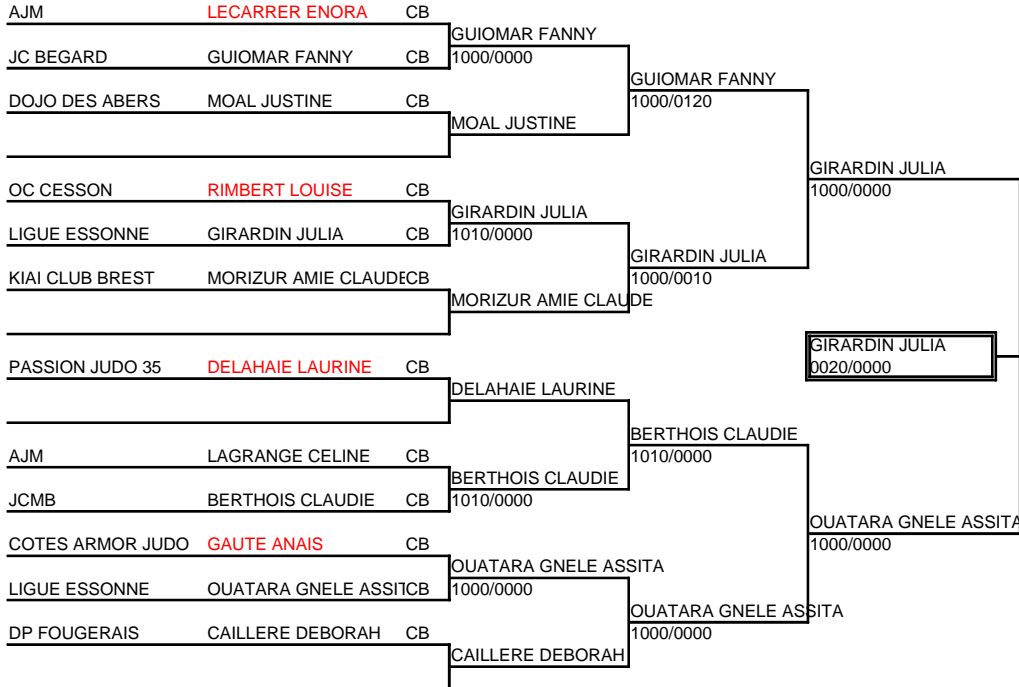 AJM LECARRER ENORA CB
GUIOMAR FANNY
1000/0000
JC BEGARD GUIOMAR FANNY CB
GUIOMAR FANNY
1000/0120
DOJO DES ABERS MOAL JUSTINE CB
MOAL JUSTINE
GIRARDIN JULIA
1000/0000
OC CESSON RIMBERT LOUISE CB
GIRARDIN JULIA
1010/0000
LIGUE ESSONNE GIRARDIN JULIA CB
GIRARDIN JULIA
1000/0010
KIAI CLUB BREST MORIZUR AMIE CLAUDE CB
MORIZUR AMIE CLAUDE
GIRARDIN JULIA
0020/0000
PASSION JUDO 35 DELAHAIE LAURINE CB
DELAHAIE LAURINE
BERTHOIS CLAUDIE
1010/0000
AJM LAGRANGE CELINE CB
BERTHOIS CLAUDIE
1010/0000
JCMB BERTHOIS CLAUDIE CB
OUATARA GNELE ASSITA
1000/0000
COTES ARMOR JUDO GAUTE ANAIS CB
OUATARA GNELE ASSITA
1000/0000
LIGUE ESSONNE OUATARA GNELE ASSIT CB
OUATARA GNELE ASSITA
1000/0000
DP FOUGERAIS CAILLERE DEBORAH CB
CAILLERE DEBORAH